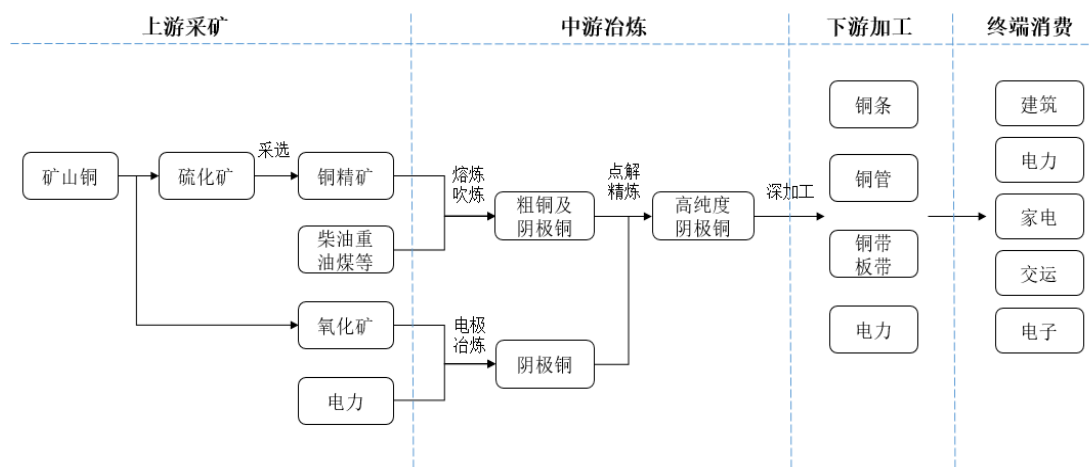 上游采矿
中游冶炼
下游加工
终端消费
矿山铜
硫化矿
采选
铜精矿
柴油重
油煤等
氧化矿
电力
熔炼
吹炼
粗铜及
阴极铜
电极
冶炼
阴极铜
点解
精炼
高纯度
阴极铜
深加工
铜条
铜管
铜带
板带
电力
建筑
电力
家电
交运
电子